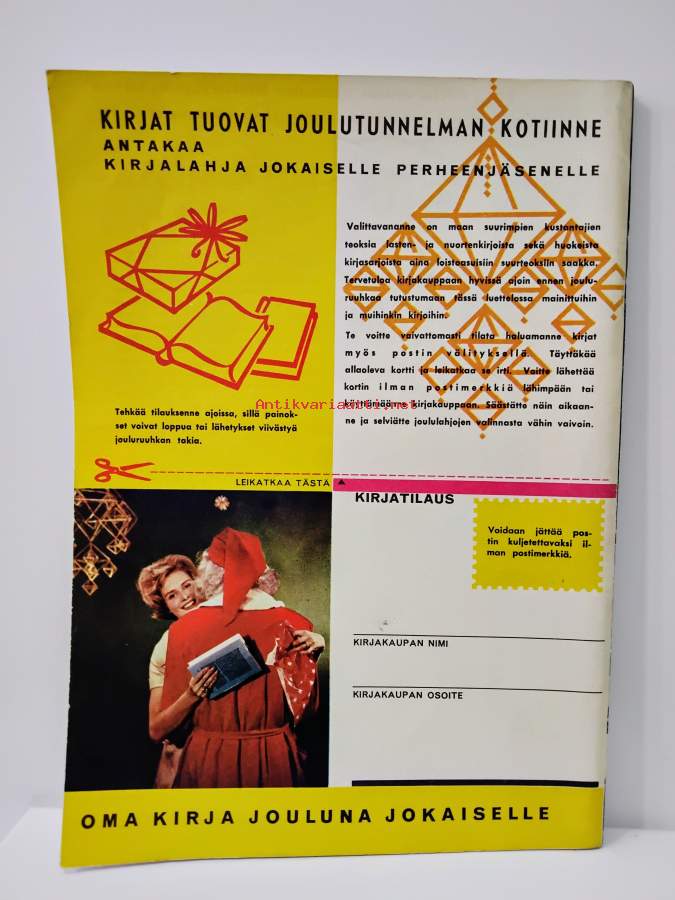 KIRJAT TUOVAT JOULUTUNNELMAN KOTIINNE
ANTAKAA
KIRJALAHJA JOKAISELLE PERHEENJÄSENELLE
Valittavananne on maan suurimpien kustantajien
teoksia lasten- ja nuortenkirjoista sekä huokeista
kirjasarjoista aina loistoasuisiin suurteoksiin saakka.
Tervetuloa kirjakauppaan hyvissä ajoin ennen joulu-
ruuhkaa tutustumaan tässä luettelossa mainittuihin
ja muihinkin kirjoihin.
Te voitte vaivattomasti tilata haluamanne kirjat
myös postin välityksellä. Täyttäkää
allaoleva kortti ja leikatkaa se irti. Voitte lähettää
kortin ilman postimerkkiä lähimpään tai
käyttämäänne kirjakauppaan. Säästätte näin aikaan-
ne ja selviätte joululahjojen valinnasta vähin vaivoin.
Antikvariaatti.net
Tehkää tilauksenne ajoissa, sillä painok-
set voivat loppua tai lähetykset viivästyä
jouluruuhkan takia.
LEIKATKAA TÄSTÄ
KIRJATILAUS
Voidaan jättää pos-
tin kuljetettavaksi il-
man postimerkkiä.
KIRJAKAUPAN NIMI
KIRJAKAUPAN OSOITE
OMA KIRJA JOULUNA JOKAISELLE